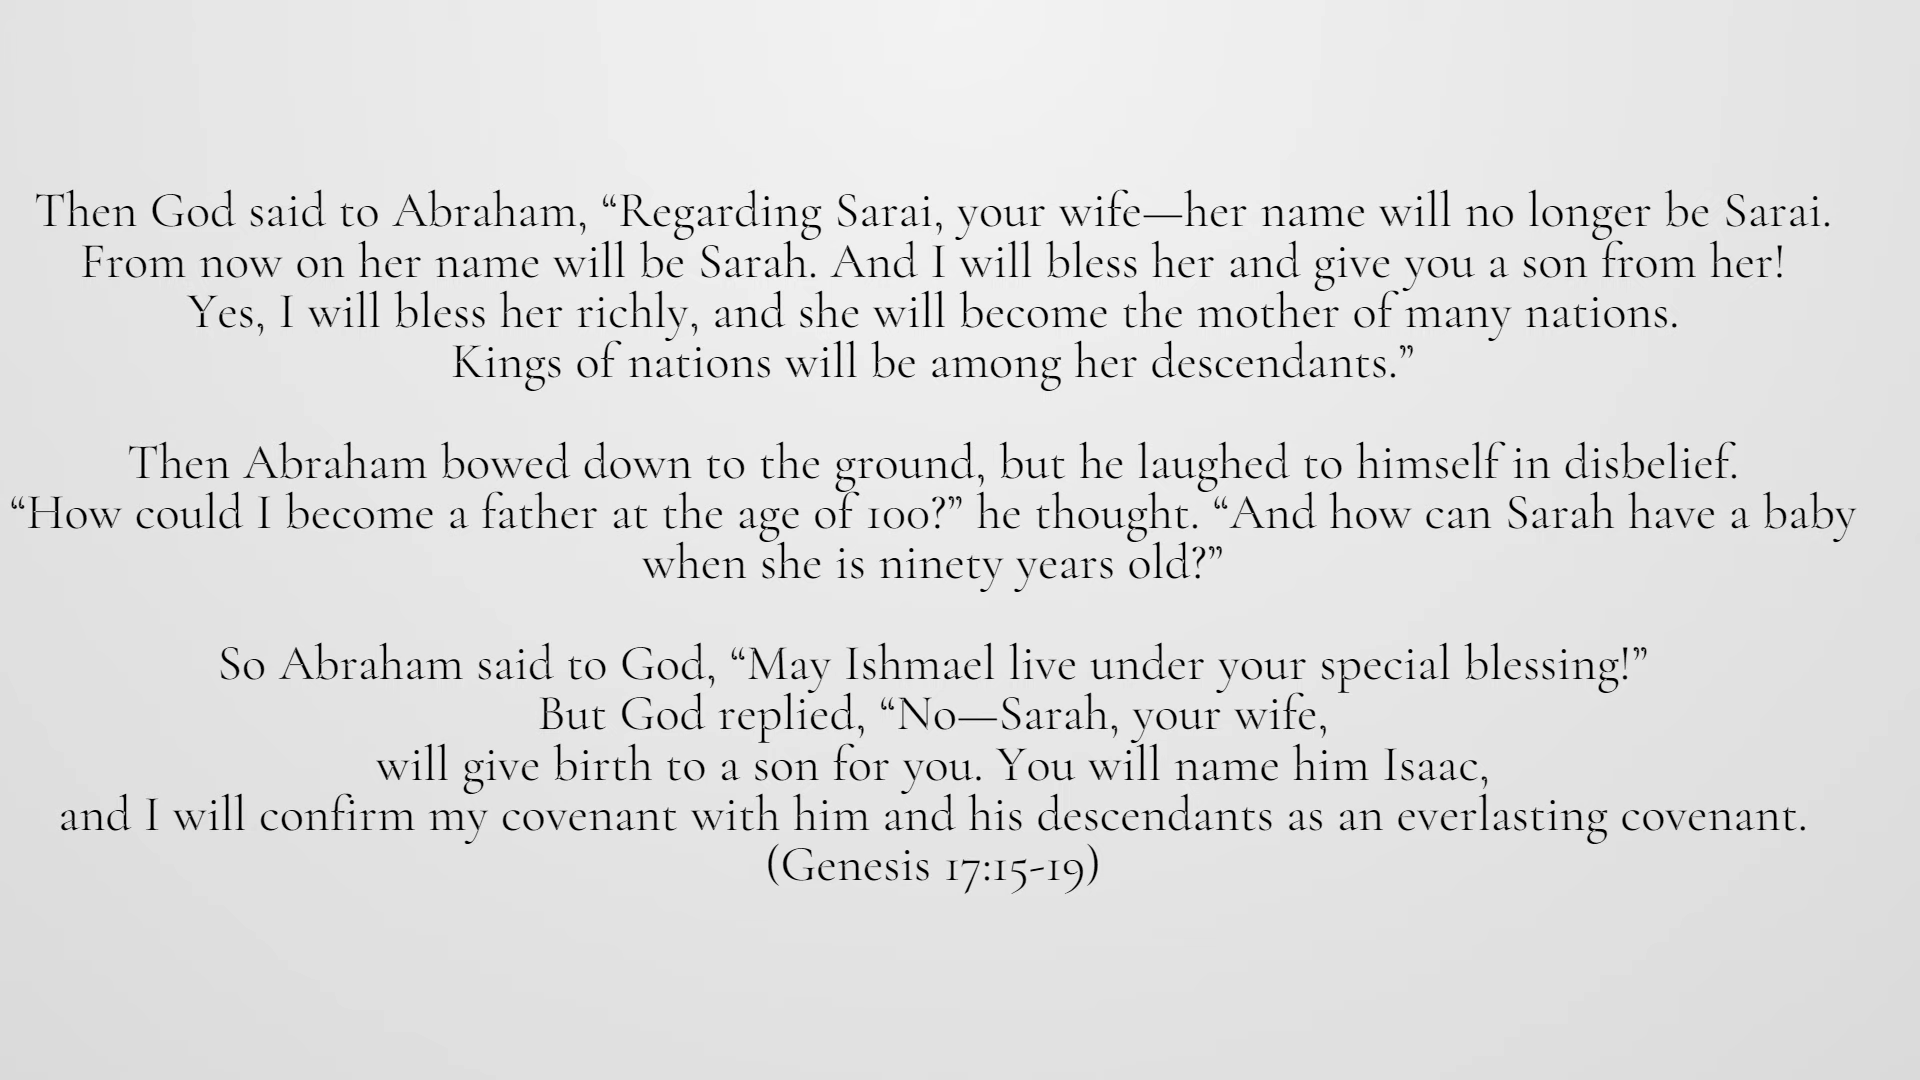 Then God said to Abraham, “Regarding Sarai, your wife—her name will no longer be Sarai.
From now on her name will be Sarah. And I will bless her and give you a son from her!
Yes, I will bless her richly, and she will become the mother of many nations.
Kings of nations will be among her descendants.”
Then Abraham bowed down to the ground, but he laughed to himself in disbelief.
“How could I become a father at the age of 100?” he thought. “And how can Sarah have a baby
when she is ninety years old?”
So Abraham said to God, “May Ishmael live under your special blessing!”
But God replied, “No—Sarah, your wife,
will give birth to a son for you. You will name him Isaac,
and I will confirm my covenant with him and his descendants as an everlasting covenant.
(Genesis 17:15-19)